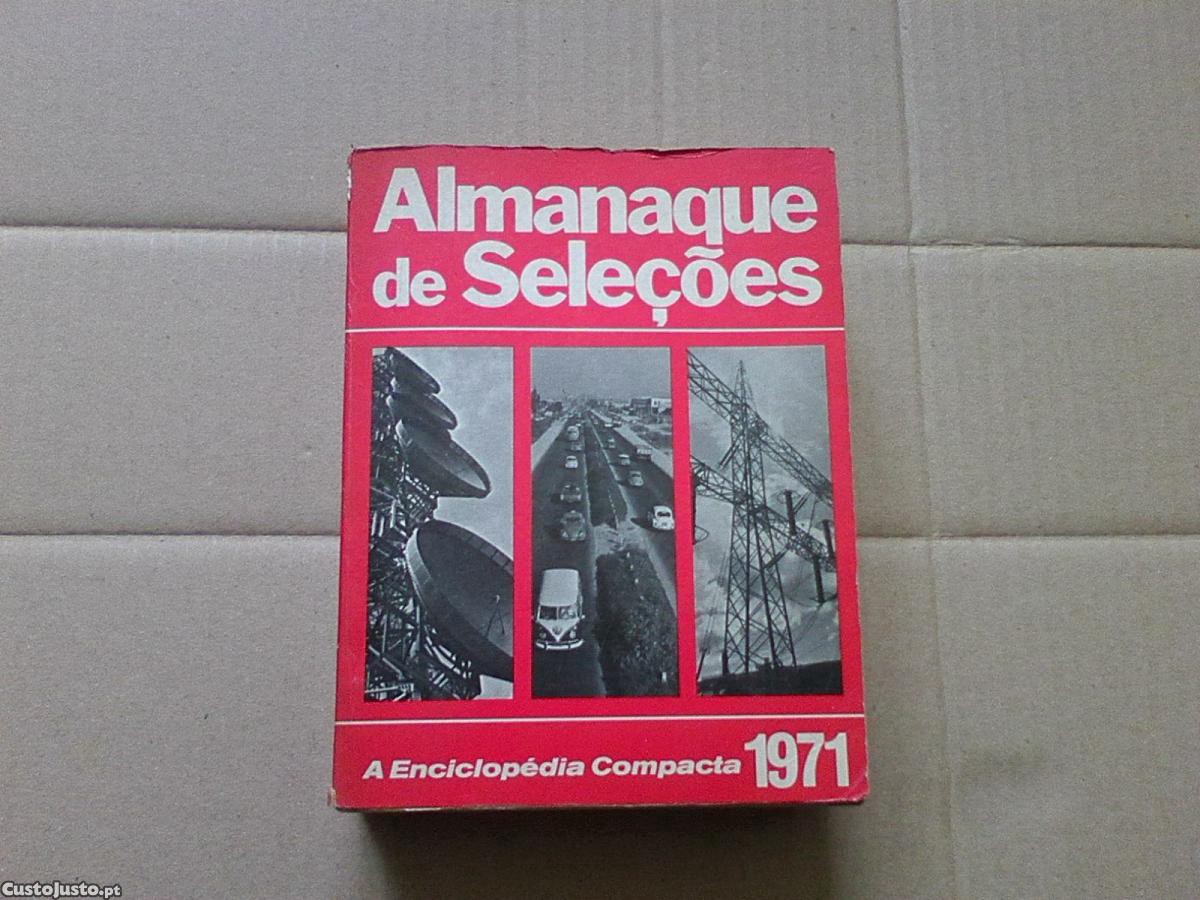 Almanaque
de Seleções
A Enciclopédia Compacta 1971
CustoJusto.pt